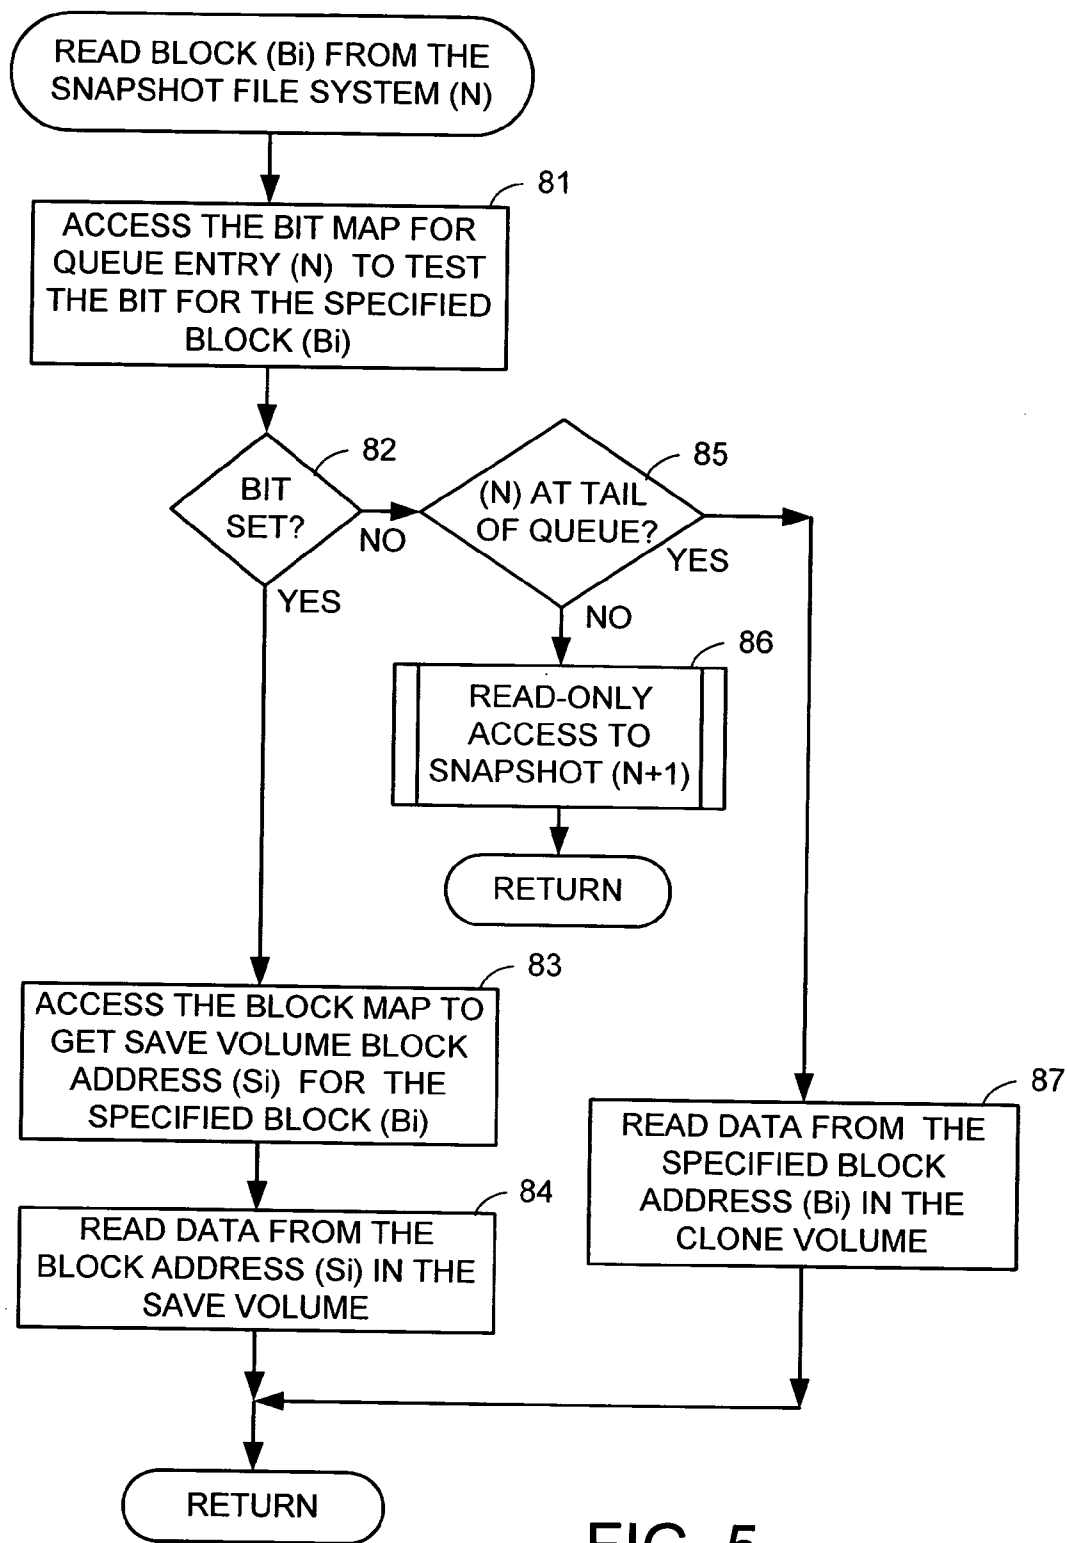 READ BLOCK (Bi) FROM THE
SNAPSHOT FILE SYSTEM (N)
81
ACCESS THE BIT MAP FOR
QUEUE ENTRY (N) TO TEST
THE BIT FOR THE SPECIFIED
BLOCK (Bi)
82
BIT
SET?
NO
YES
85
(N) AT TAIL
OF QUEUE?
YES
NO
86
READ-ONLY
ACCESS TO
SNAPSHOT (N+1)
RETURN
83
ACCESS THE BLOCK MAP TO
GET SAVE VOLUME BLOCK
ADDRESS (Si) FOR THE
SPECIFIED BLOCK (Bi)
84
READ DATA FROM THE
BLOCK ADDRESS (Si) IN THE
SAVE VOLUME
87
READ DATA FROM THE
SPECIFIED BLOCK
ADDRESS (Bi) IN THE
CLONE VOLUME
RETURN
FIG. 5